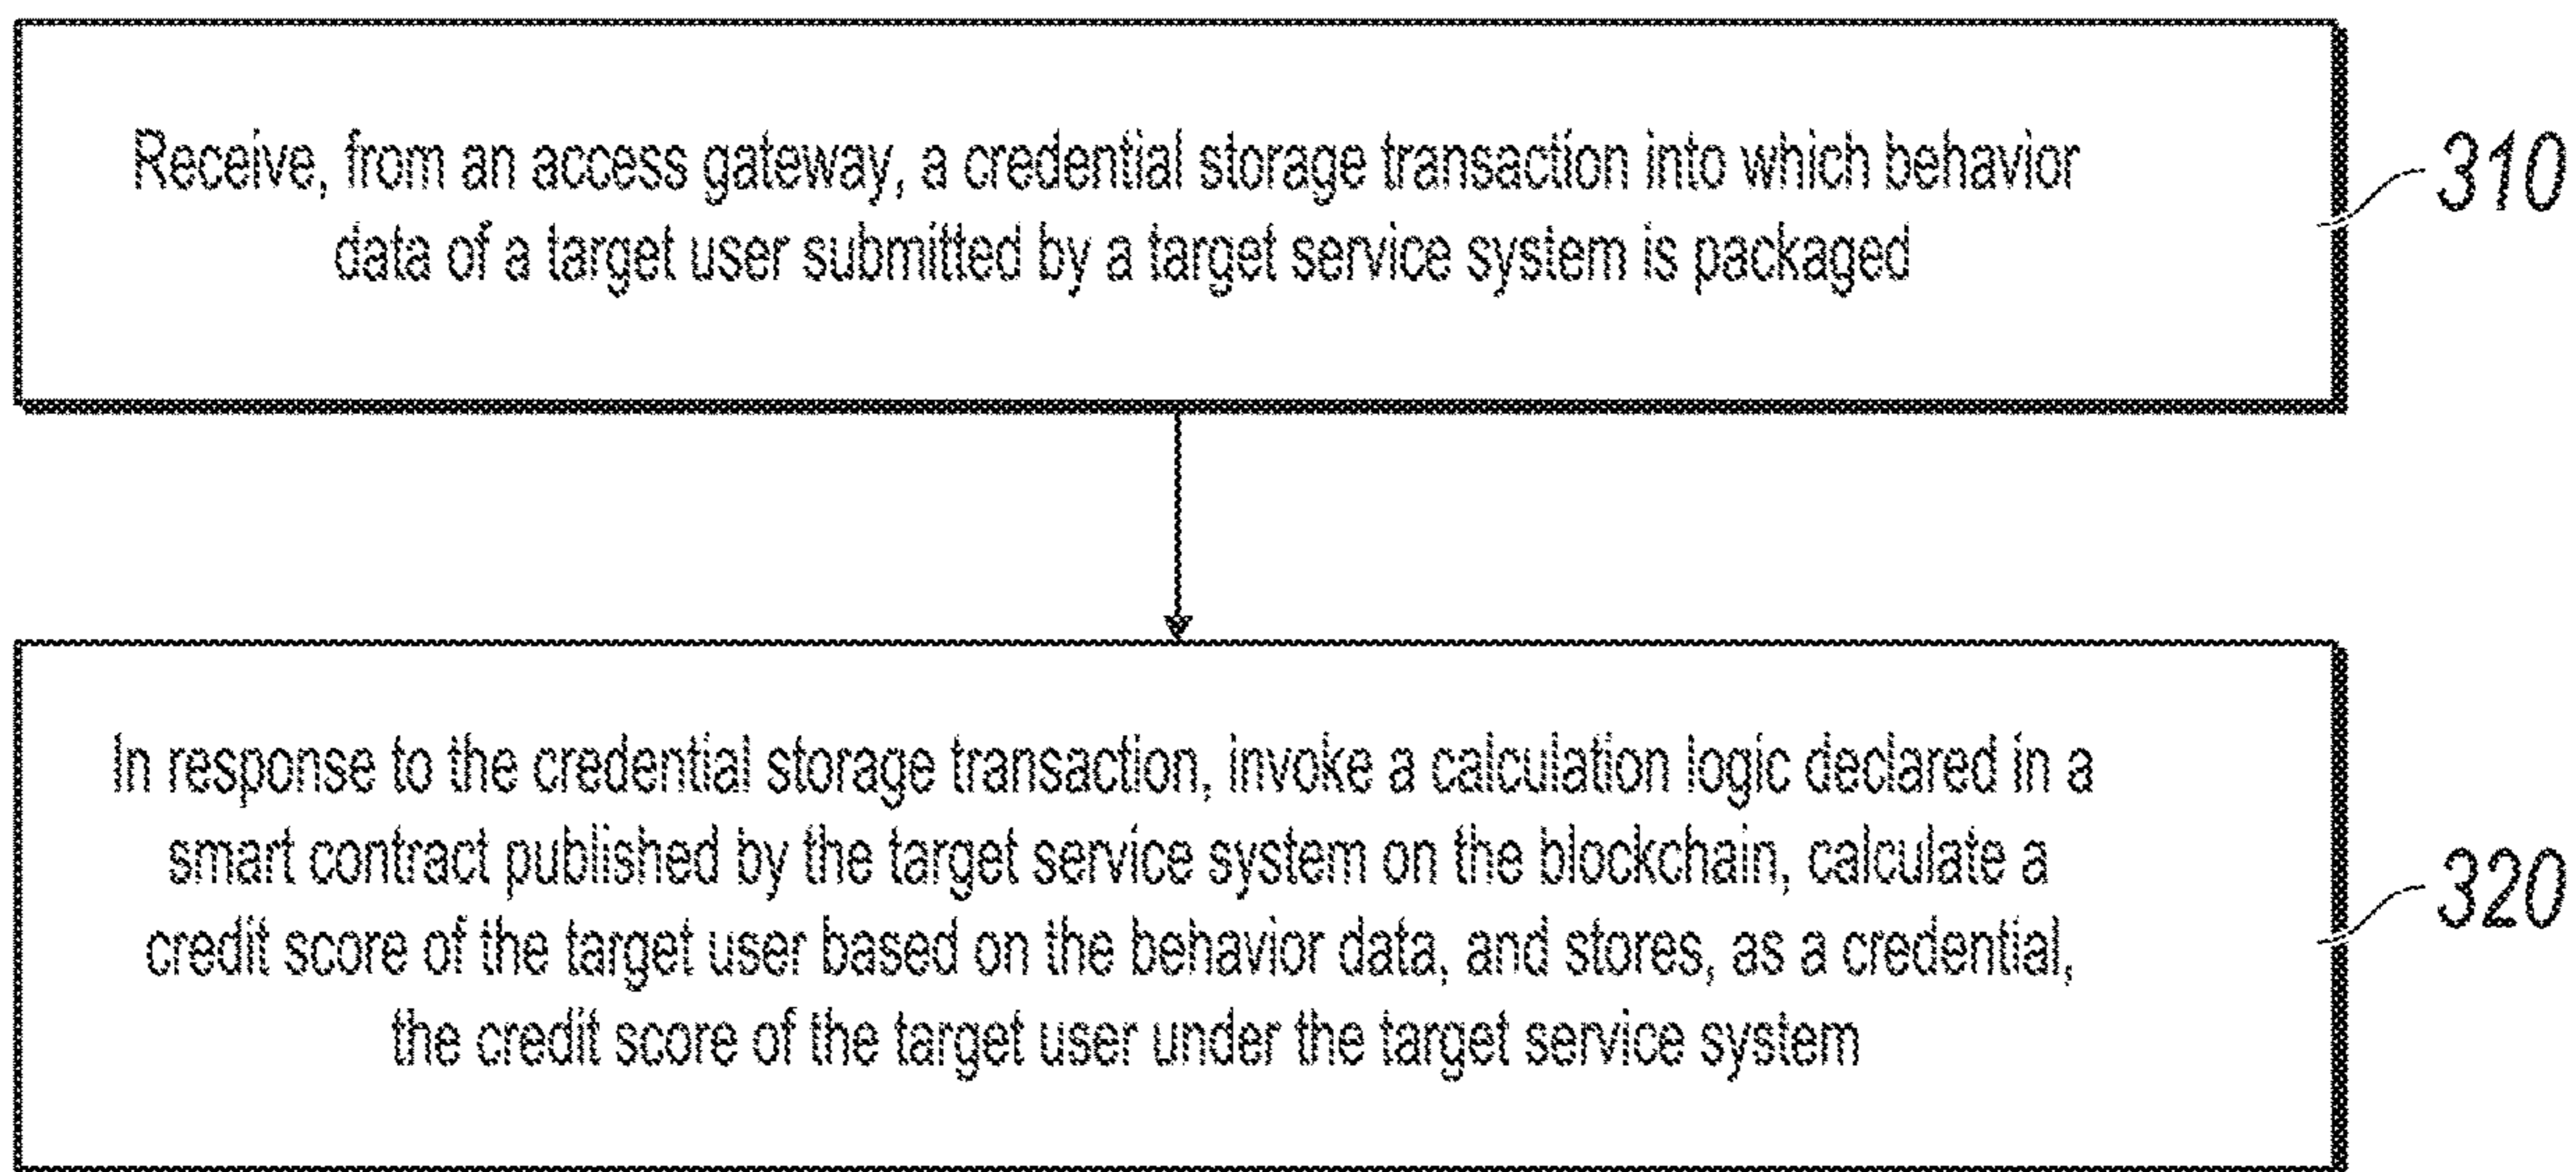 Receive, from an access gateway, a credential storage transaction into which behavior
data of a target user submitted by a target service system is packaged
310
In response to the credential storage transaction, invoke a calculation logic declared in a
smart contract published by the target service system on the blockchain, calculate a
credit score of the target user based on the behavior data, and stores, as a credential,
the credit score of the target user under the target service system
320